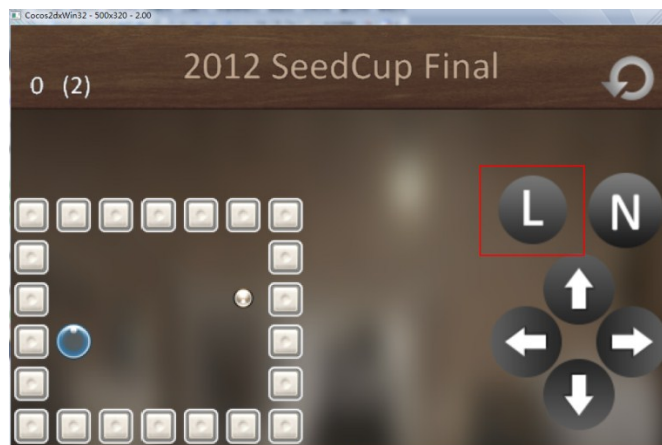 Cocos2dxWin32 - 500x320 - 2.00
2012 SeedCup Final
0 (2)
L
N